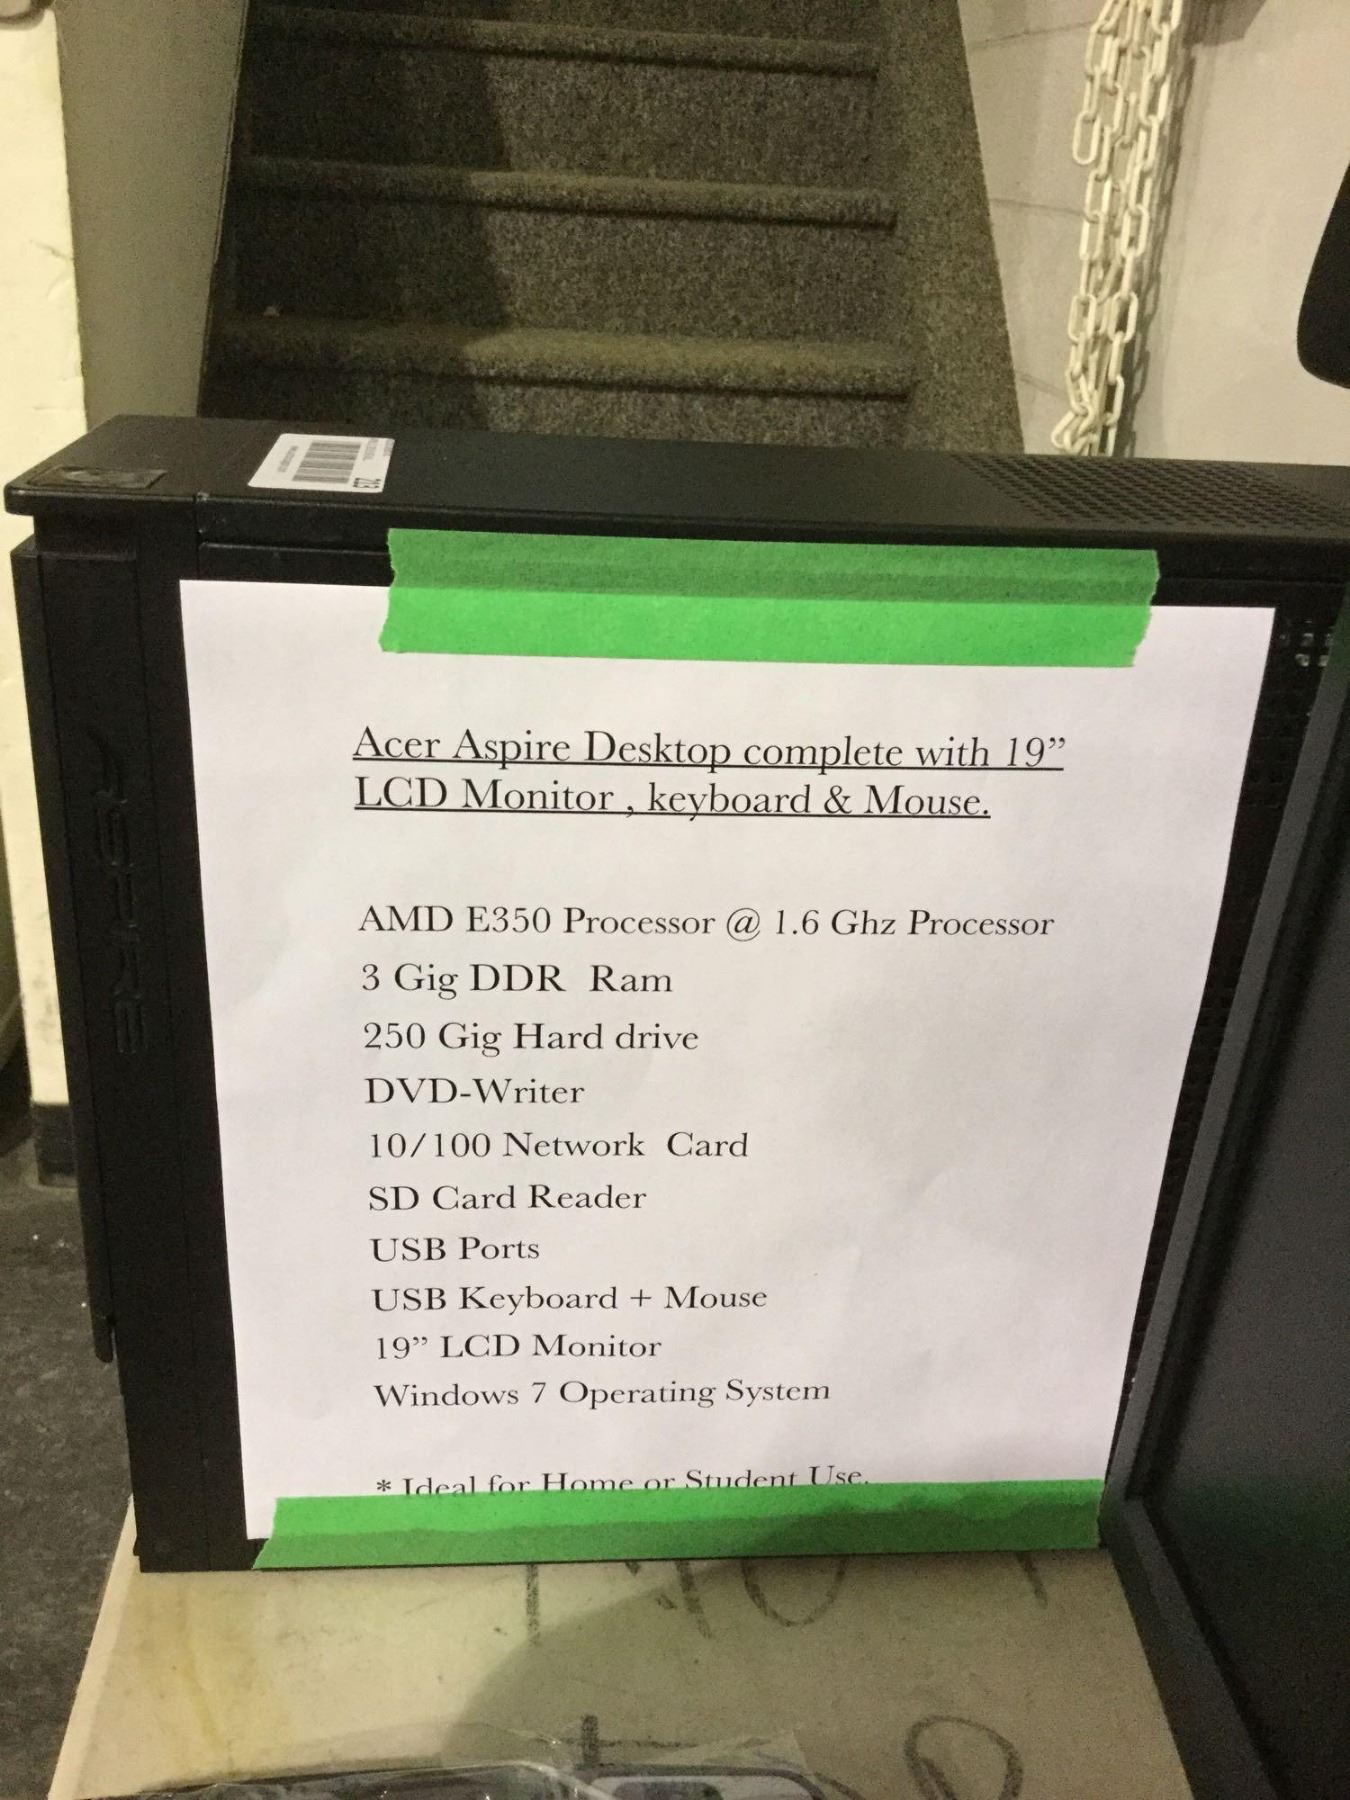 213
ASPIRE
Acer Aspire Desktop complete with 19”
LCD Monitor , keyboard & Mouse.
AMD E350 Processor @ 1.6 Ghz Processor
3 Gig DDR Ram
250 Gig Hard drive
DVD-Writer
10/100 Network Card
SD Card Reader
USB Ports
USB Keyboard + Mouse
19” LCD Monitor
Windows 7 Operating System
* Ideal for Home or Student Use.